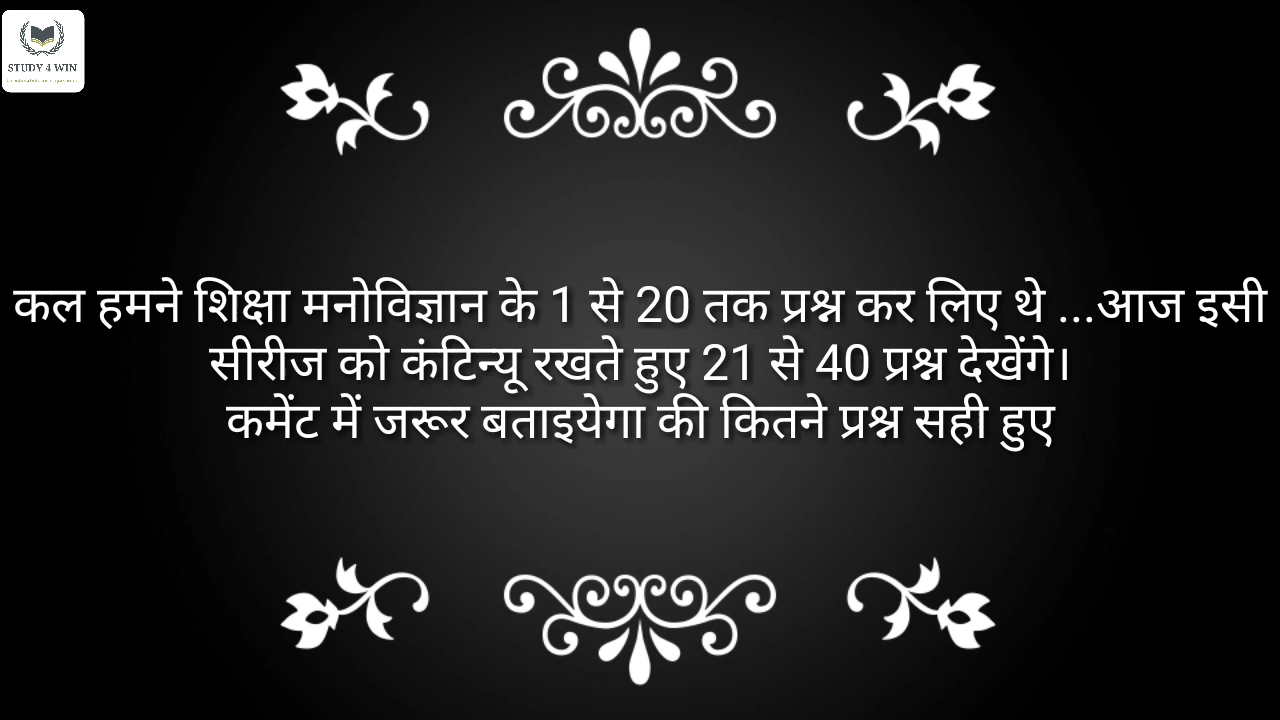 STUDY 4 WIN
कल हमने शिक्षा मनोविज्ञान के 1 से 20 तक प्रश्न कर लिए थे ...आज इसी
सीरीज को कंटिन्यू रखते हुए 21 से 40 प्रश्न देखेंगे।
कमेंट में जरूर बताइयेगा की कितने प्रश्न सही हुए